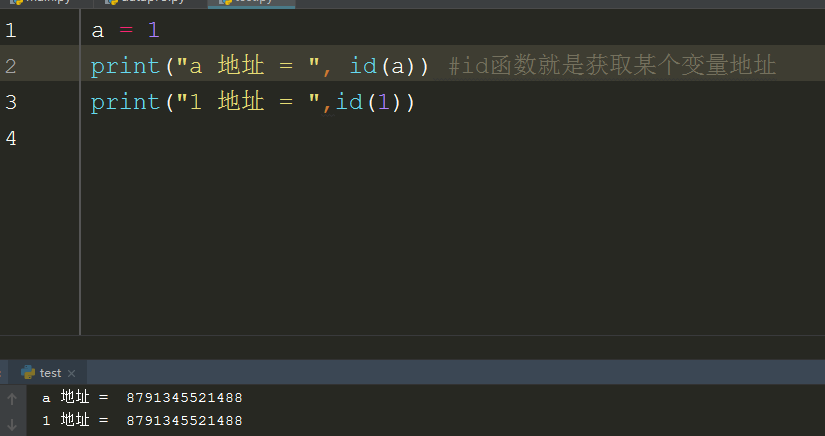 1 a = 1
2 print("a 地址 = ", id(a)) #id函数就是获取某个变量地址
3 print("1 地址 = ",id(1))
4
test
a 地址 =  8791345521488
1 地址 =  8791345521488